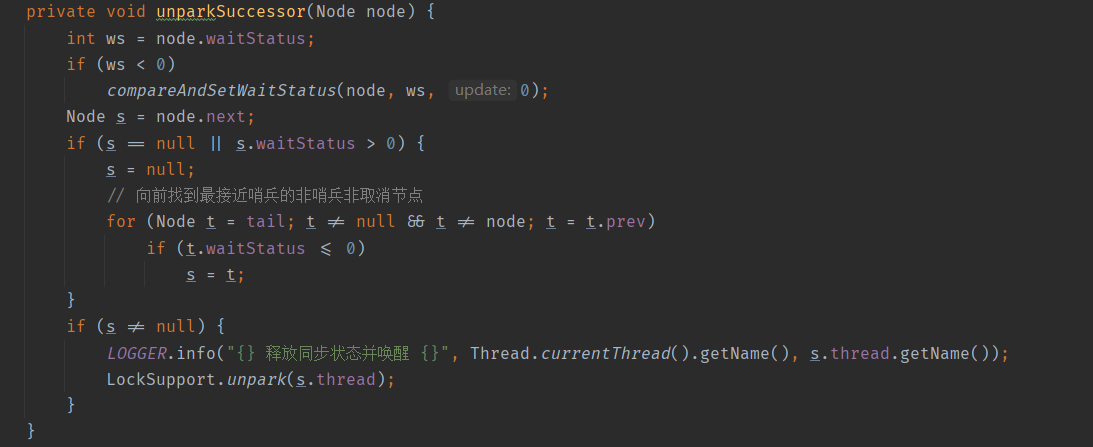 private void unparkSuccessor(Node node) {
    int ws = node.waitStatus;
    if (ws < 0)
        compareAndSetWaitStatus(node, ws, update: 0);
    Node s = node.next;
    if (s == null || s.waitStatus > 0) {
        s = null;
        // 向前找到最接近哨兵的非哨兵非取消节点
        for (Node t = tail; t != null && t != node; t = t.prev)
            if (t.waitStatus <= 0)
                s = t;
    }
    if (s != null) {
        LOGGER.info("{} 释放同步状态并唤醒 {}", Thread.currentThread().getName(), s.thread.getName());
        LockSupport.unpark(s.thread);
    }
}